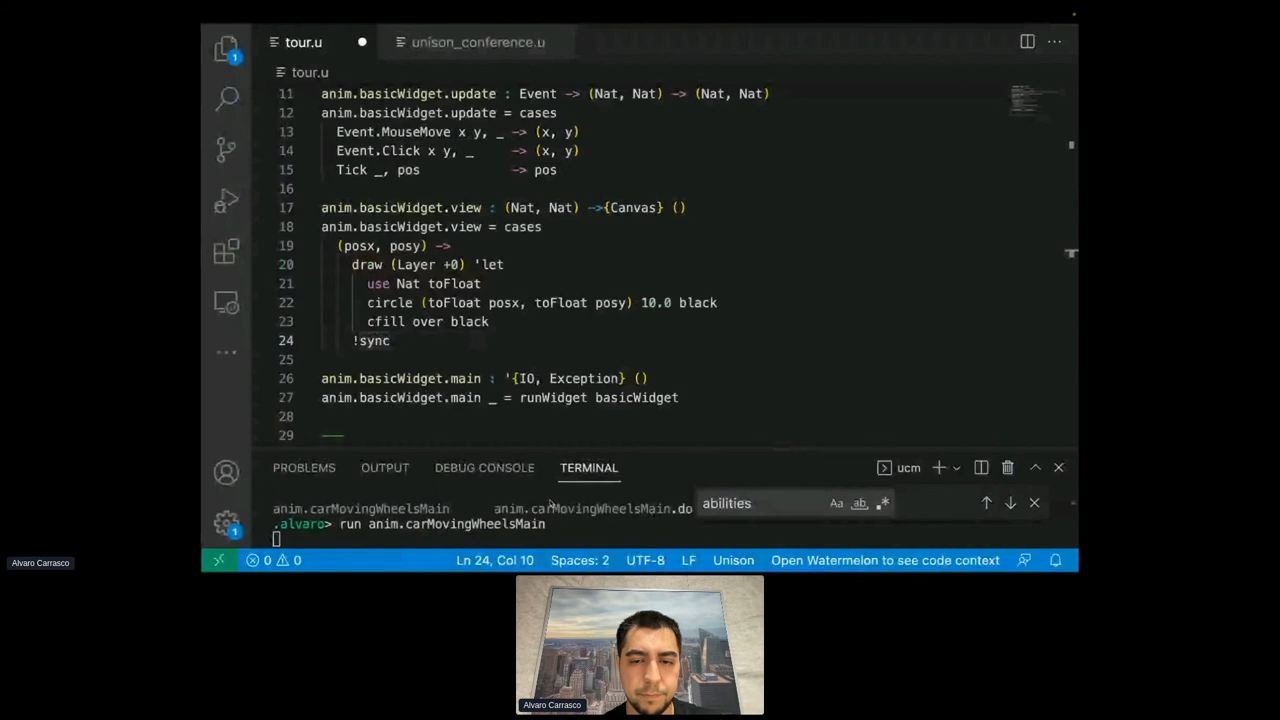 tour.u
unison_conference.u
tour.u
11 anim.basicWidget.update : Event -> (Nat, Nat) -> (Nat, Nat)
12 anim.basicWidget.update = cases
13 Event.MouseMove x y, _ -> (x, y)
14 Event.Click x y, _ -> (x, y)
15 Tick _, pos -> pos
16
17 anim.basicWidget.view : (Nat, Nat) ->{Canvas} ()
18 anim.basicWidget.view = cases
19 (posx, posy) ->
20 draw (Layer +0) 'let
21 use Nat toFloat
22 circle (toFloat posx, toFloat posy) 10.0 black
23 cfill over black
24 !sync
25
26 anim.basicWidget.main : '{IO, Exception} ()
27 anim.basicWidget.main _ = runWidget basicWidget
28
29 ---
PROBLEMS OUTPUT DEBUG CONSOLE TERMINAL ucm
abilities Aa ab .*
anim.carMovingWheelsMain anim.carMovingWheelsMain.do
.alvaro> run anim.carMovingWheelsMain
1
1
0 0 Ln 24, Col 10 Spaces: 2 UTF-8 LF Unison Open Watermelon to see code context
Alvaro Carrasco
Alvaro Carrasco